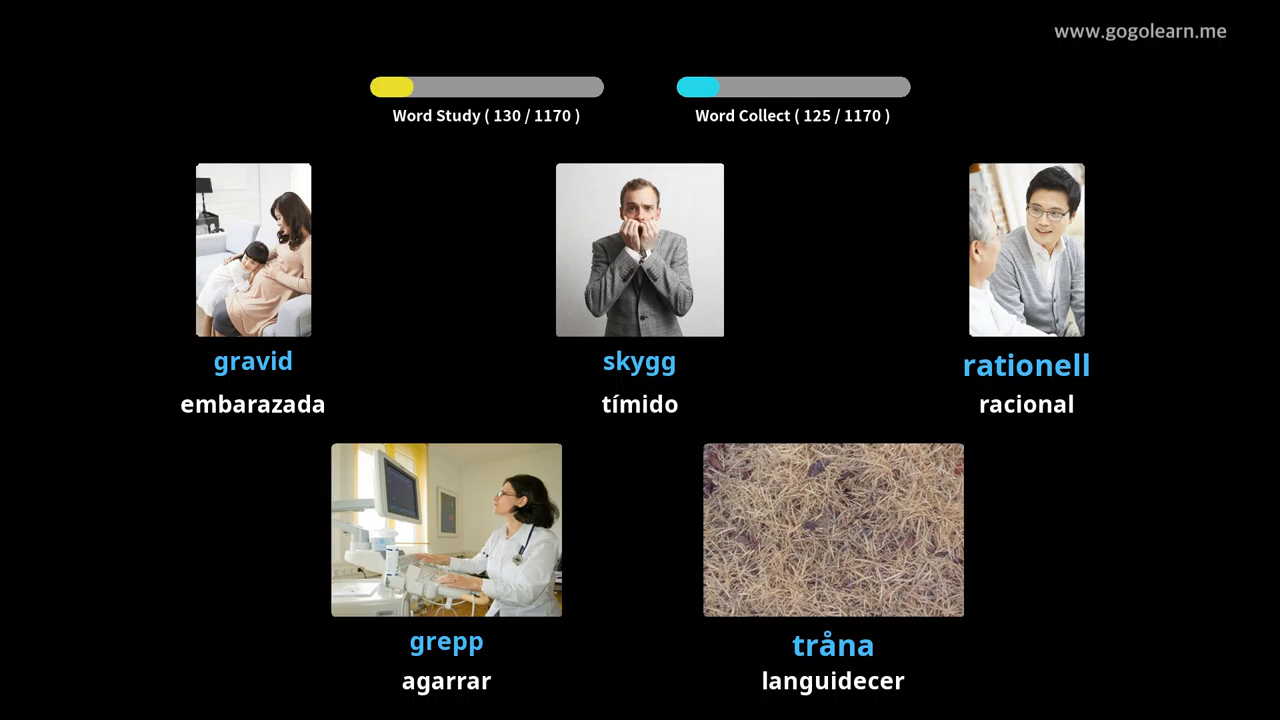 www.gogolearn.me
Word Study ( 130 / 1170 )
Word Collect ( 125 / 1170 )
gravid
skygg
rationell
embarazada
tímido
racional
grepp
tråna
agarrar
languidecer